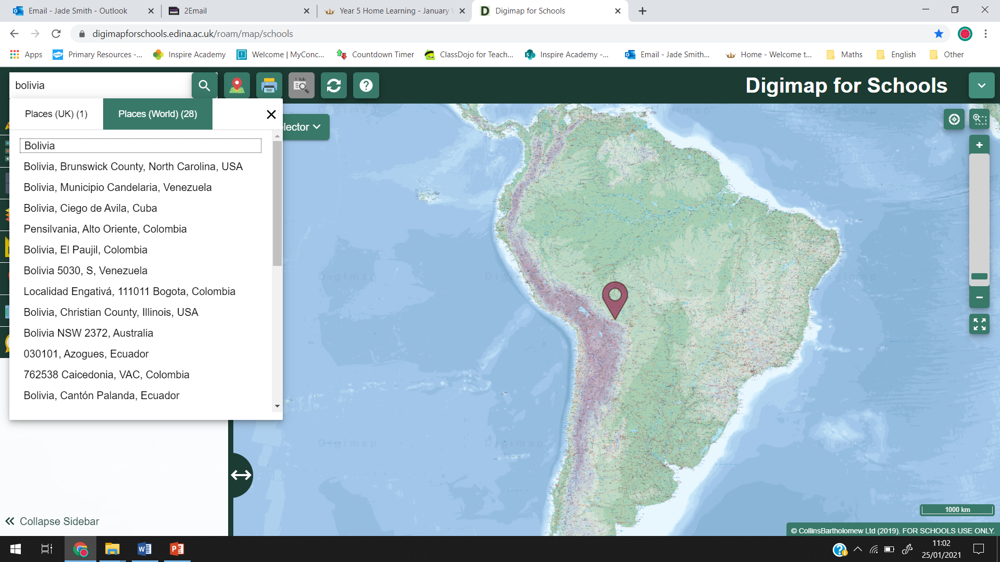 Email - Jade Smith - Outlook
2Email
Year 5 Home Learning - January
Digimap for Schools
digimapforschools.edina.ac.uk/roam/map/schools
Apps
Primary Resources -...
Inspire Academy
Welcome | MyConc...
Countdown Timer
ClassDojo for Teach...
Inspire Academy -...
Email - Jade Smith...
Home - Welcome t...
Maths
English
Other
bolivia
Digimap for Schools
Places (UK) (1)
Places (World) (28)
elector
Bolivia
Bolivia, Brunswick County, North Carolina, USA
Bolivia, Municipio Candelaria, Venezuela
Bolivia, Ciego de Avila, Cuba
Pensilvania, Alto Oriente, Colombia
Bolivia, El Paujil, Colombia
Bolivia 5030, S, Venezuela
Localidad Engativá, 111011 Bogota, Colombia
Bolivia, Christian County, Illinois, USA
Bolivia NSW 2372, Australia
030101, Azogues, Ecuador
762538 Caicedonia, VAC, Colombia
Bolivia, Cantón Palanda, Ecuador
Digimap
Digimap
Digimap
Digimap
Collapse Sidebar
1000 km
© CollinsBartholomew Ltd (2019). FOR SCHOOLS USE ONLY.
11:02
25/01/2021